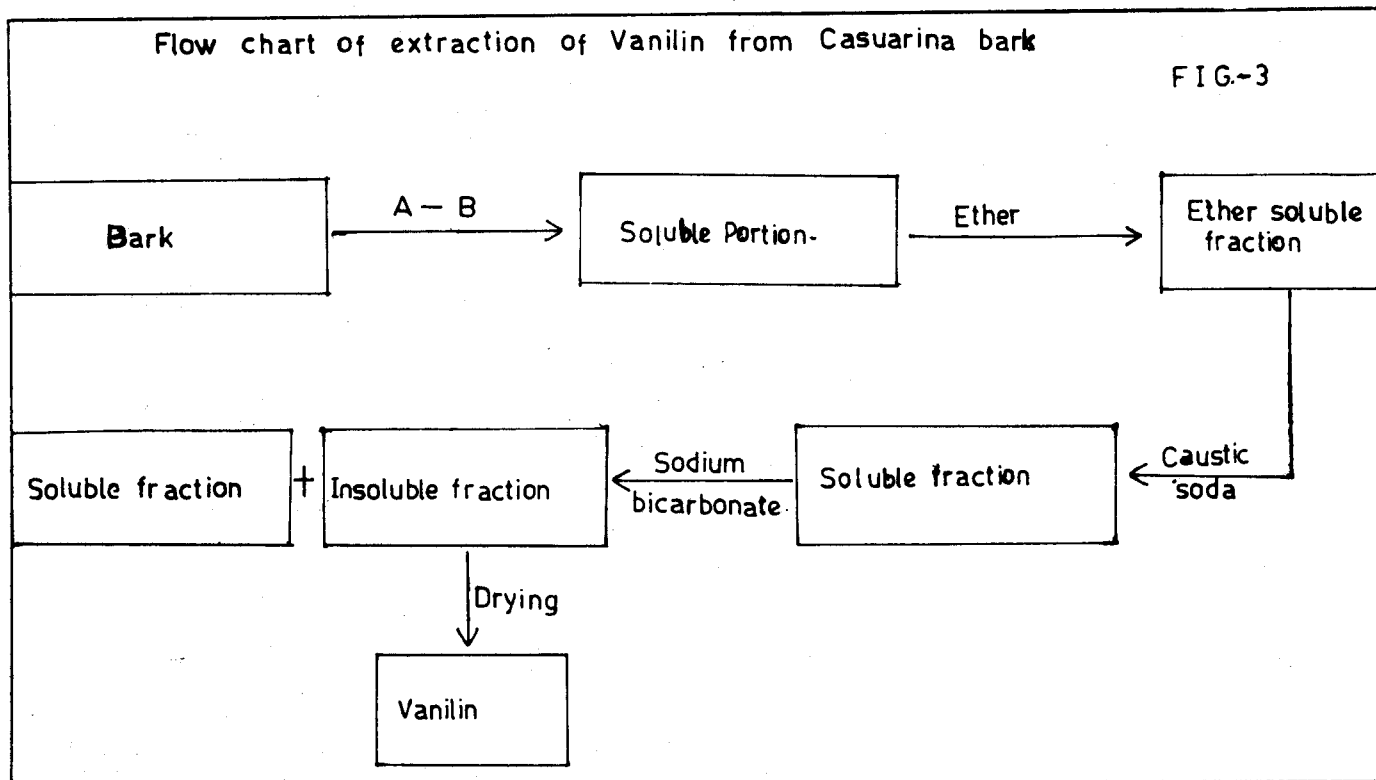 Flow chart of extraction of Vanilin from Casuarina bark
FIG.-3
Bark
A - B
Soluble Portion-
Ether
Ether soluble
fraction
Caustic
soda
Soluble fraction
Sodium
bicarbonate.
Insoluble fraction
+
Soluble fraction
Drying
Vanilin